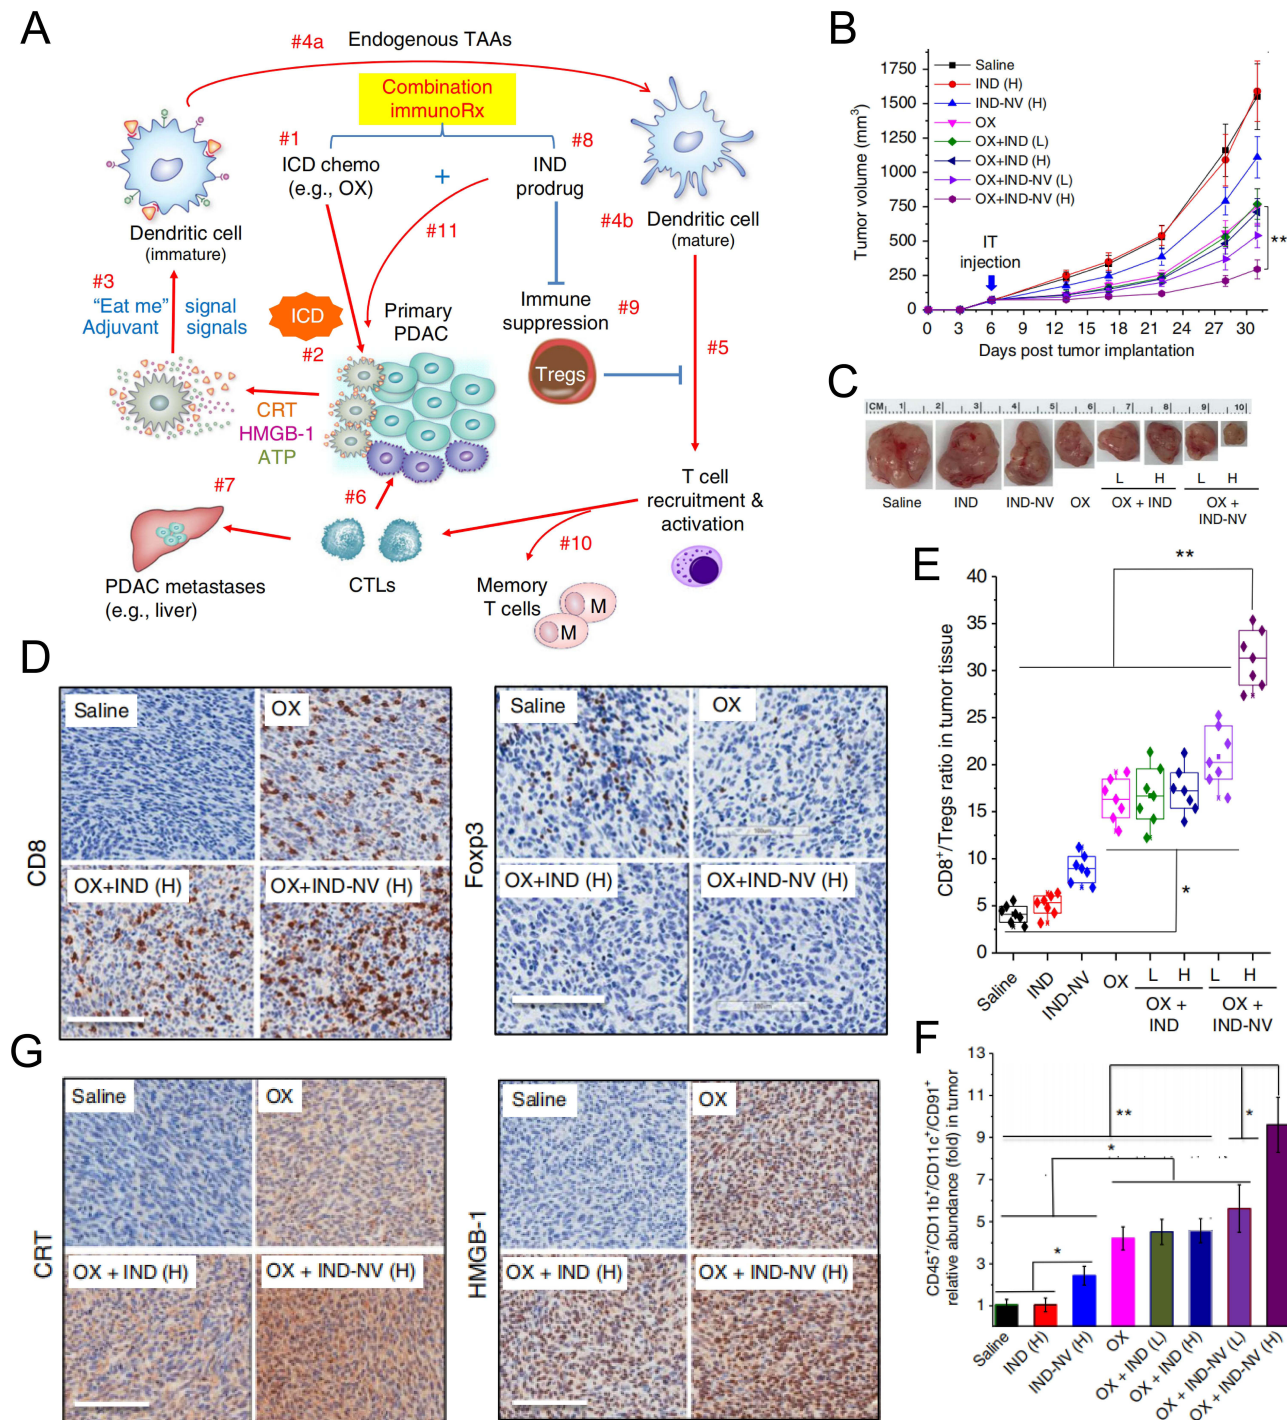 A
#4a
Endogenous TAAs
Combination
immunoRx
#1
#8
ICD chemo
(e.g., OX)
+
IND
prodrug
#11
#4b
Dendritic cell
(immature)
Dendritic cell
(mature)
#3
"Eat me" signal
Adjuvant signals
ICD
#2
Primary
PDAC
Immune
suppression
#9
Tregs
#5
CRT
HMGB-1
ATP
#7
#6
T cell
recruitment &
activation
#10
PDAC metastases
(e.g., liver)
CTLs
Memory
T cells
M
M
B
Tumor volume (mm³)
1750
1500
1250
1000
750
500
250
0
Saline
IND (H)
IND-NV (H)
OX
OX+IND (L)
OX+IND (H)
OX+IND-NV (L)
OX+IND-NV (H)
IT
injection
**
0 3 6 9 12 15 18 21 24 27 30
Days post tumor implantation
C
CM 1 2 3 4 5 6 7 8 9 10
L H L H
Saline IND IND-NV OX OX + IND OX +
IND-NV
D
CD8
Saline
OX
OX+IND (H)
OX+IND-NV (H)
Foxp3
Saline
OX
OX+IND (H)
OX+IND-NV (H)
E
CD8⁺/Tregs ratio in tumor tissue
40
35
30
25
20
15
10
5
0
**
*
Saline
IND
IND-NV
OX
L H L H
OX +
IND
OX +
IND-NV
F
CD45⁺/CD11b⁺/CD11c⁺/CD91⁺
relative abundance (fold) in tumor
13
11
9
7
5
3
1
**
*
*
*
Saline
IND (H)
IND-NV (H)
OX
OX + IND (L)
OX + IND (H)
OX + IND-NV (L)
OX + IND-NV (H)
G
CRT
Saline
OX
OX + IND (H)
OX + IND-NV (H)
HMGB-1
Saline
OX
OX + IND (H)
OX + IND-NV (H)